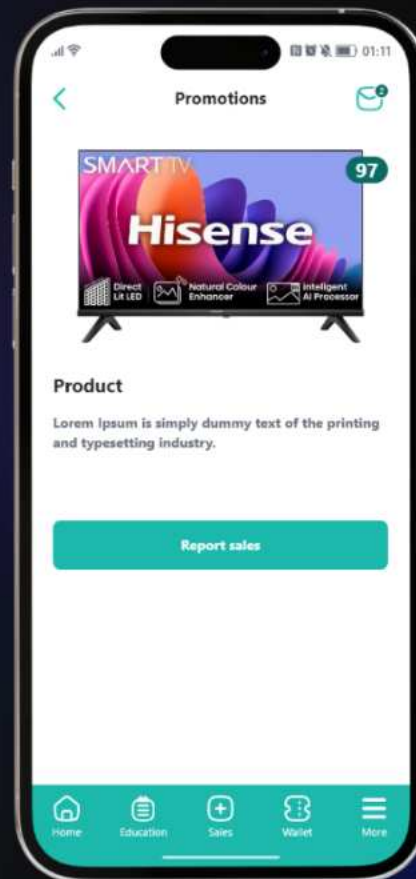 01:11
Promotions
2
SMART TV
97
Hisense
Direct
Lit LED
Natural Colour
Enhancer
Intelligent
AI Processor
Product
Lorem Ipsum is simply dummy text of the printing
and typesetting industry.
Report sales
Home
Education
Sales
Wallet
More